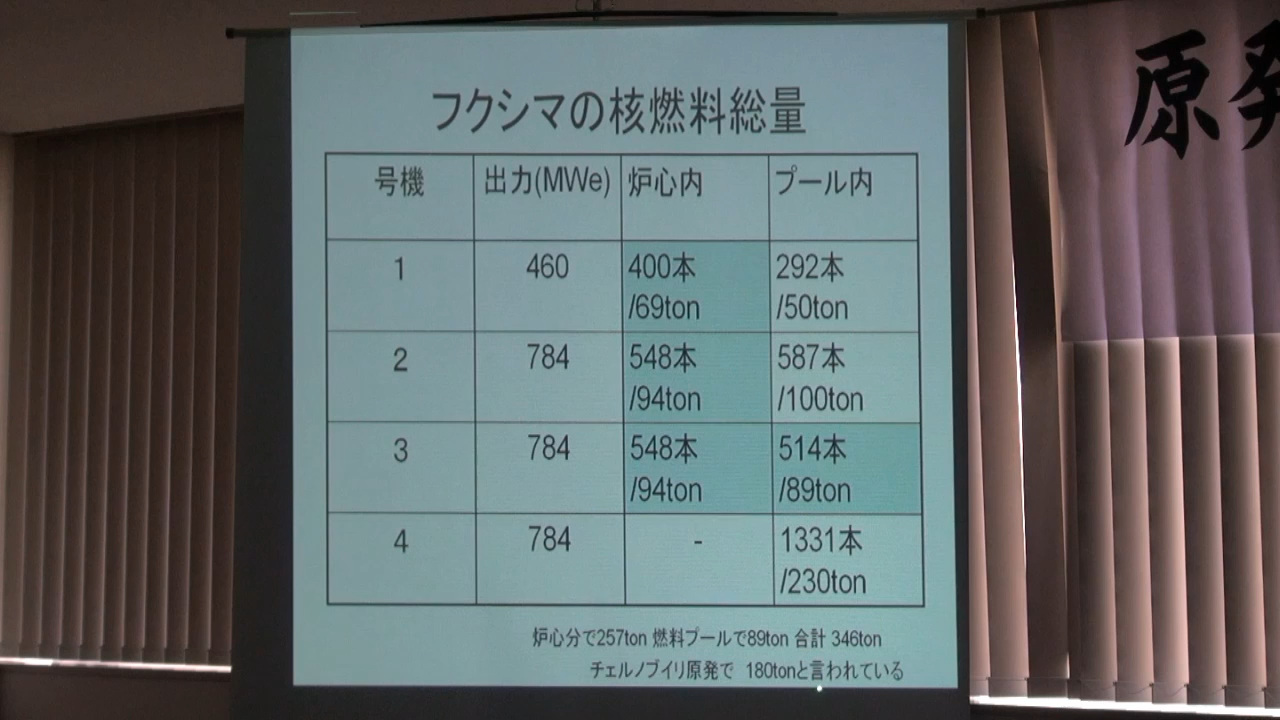 フクシマの核燃料総量
号機 出力(MWe) 炉心内 プール内
1 460 400本 292本
/69ton /50ton
2 784 548本 587本
/94ton /100ton
3 784 548本 514本
/94ton /89ton
4 784 - 1331本
/230ton
炉心分で257ton 燃料プールで89ton 合計 346ton
チェルノブイリ原発で 180tonと言われている
原発